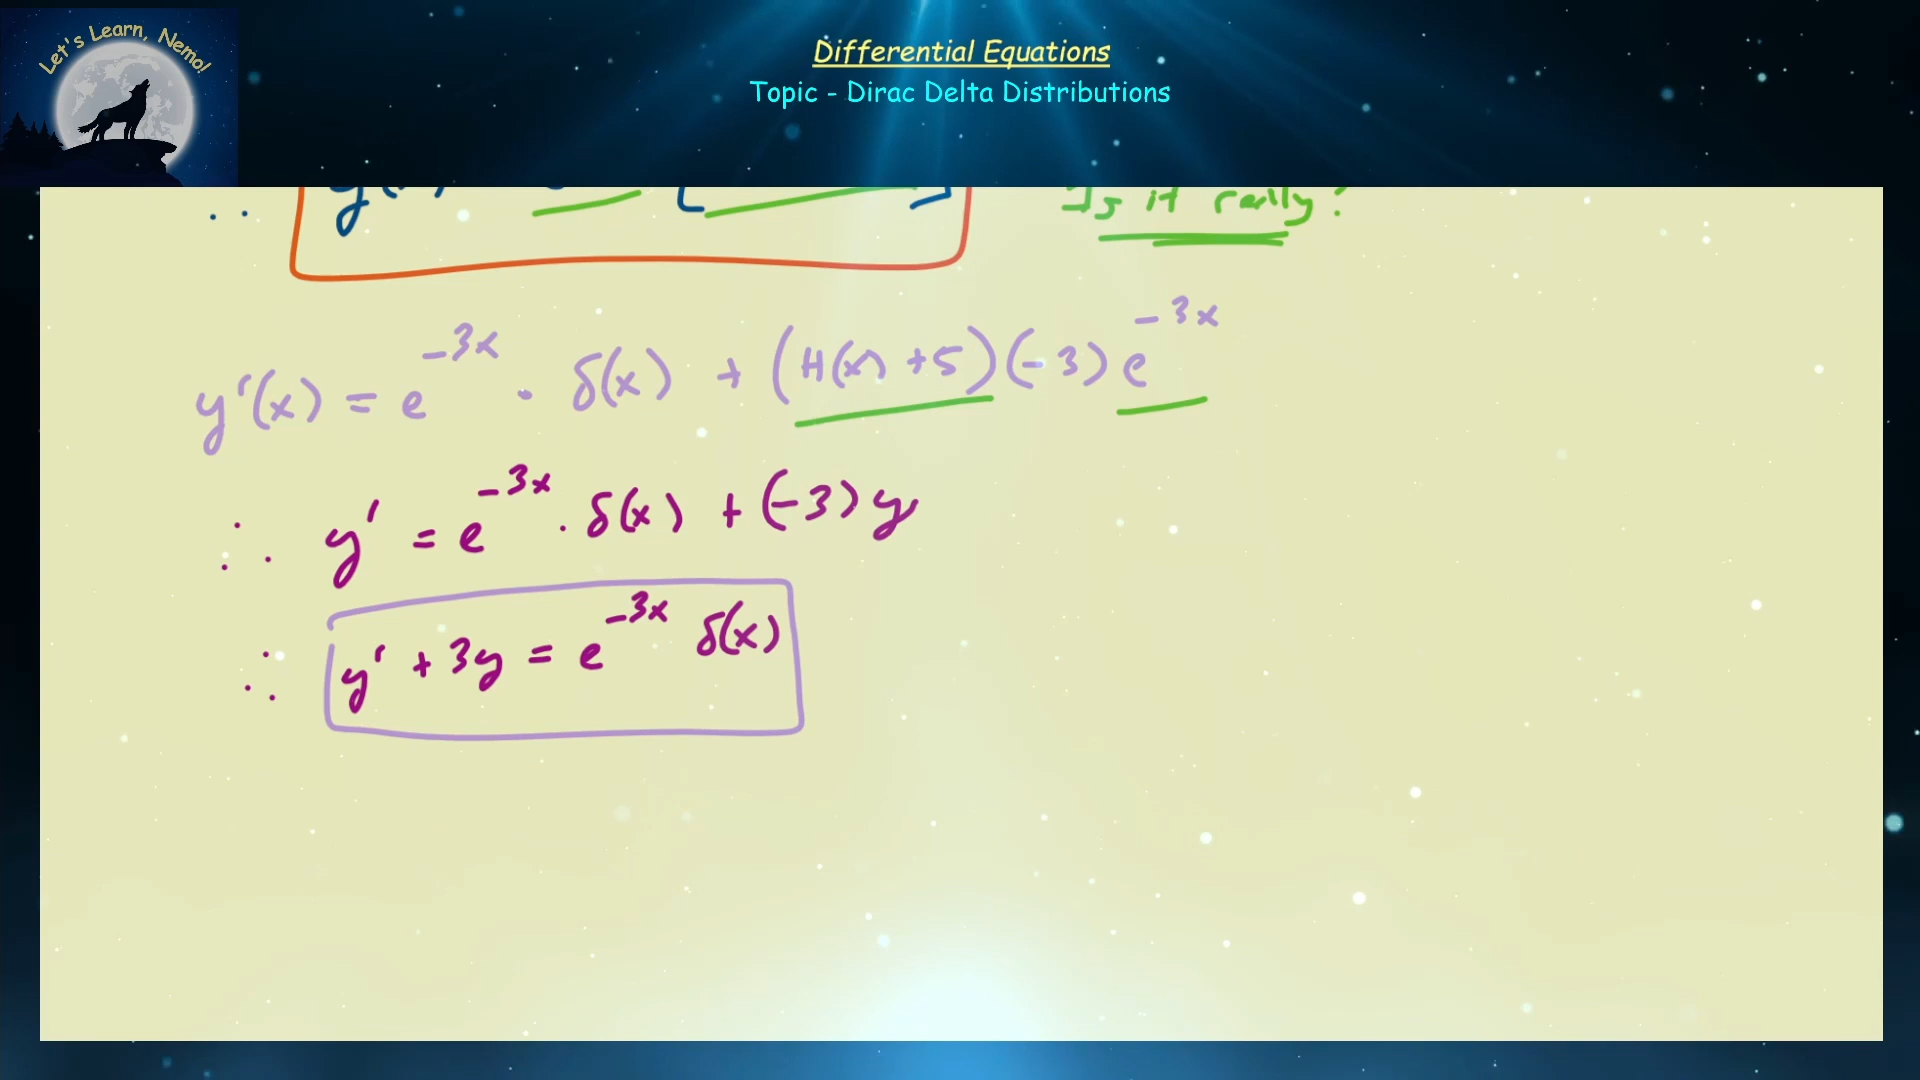 Let's Learn, Nemo!
Differential Equations
Topic - Dirac Delta Distributions
Is it really?
y'(x) = e^{-3x} · δ(x) + (H(x) + 5)(-3) e^{-3x}
∴ y' = e^{-3x} · δ(x) + (-3) y
∴ y' + 3y = e^{-3x} δ(x)